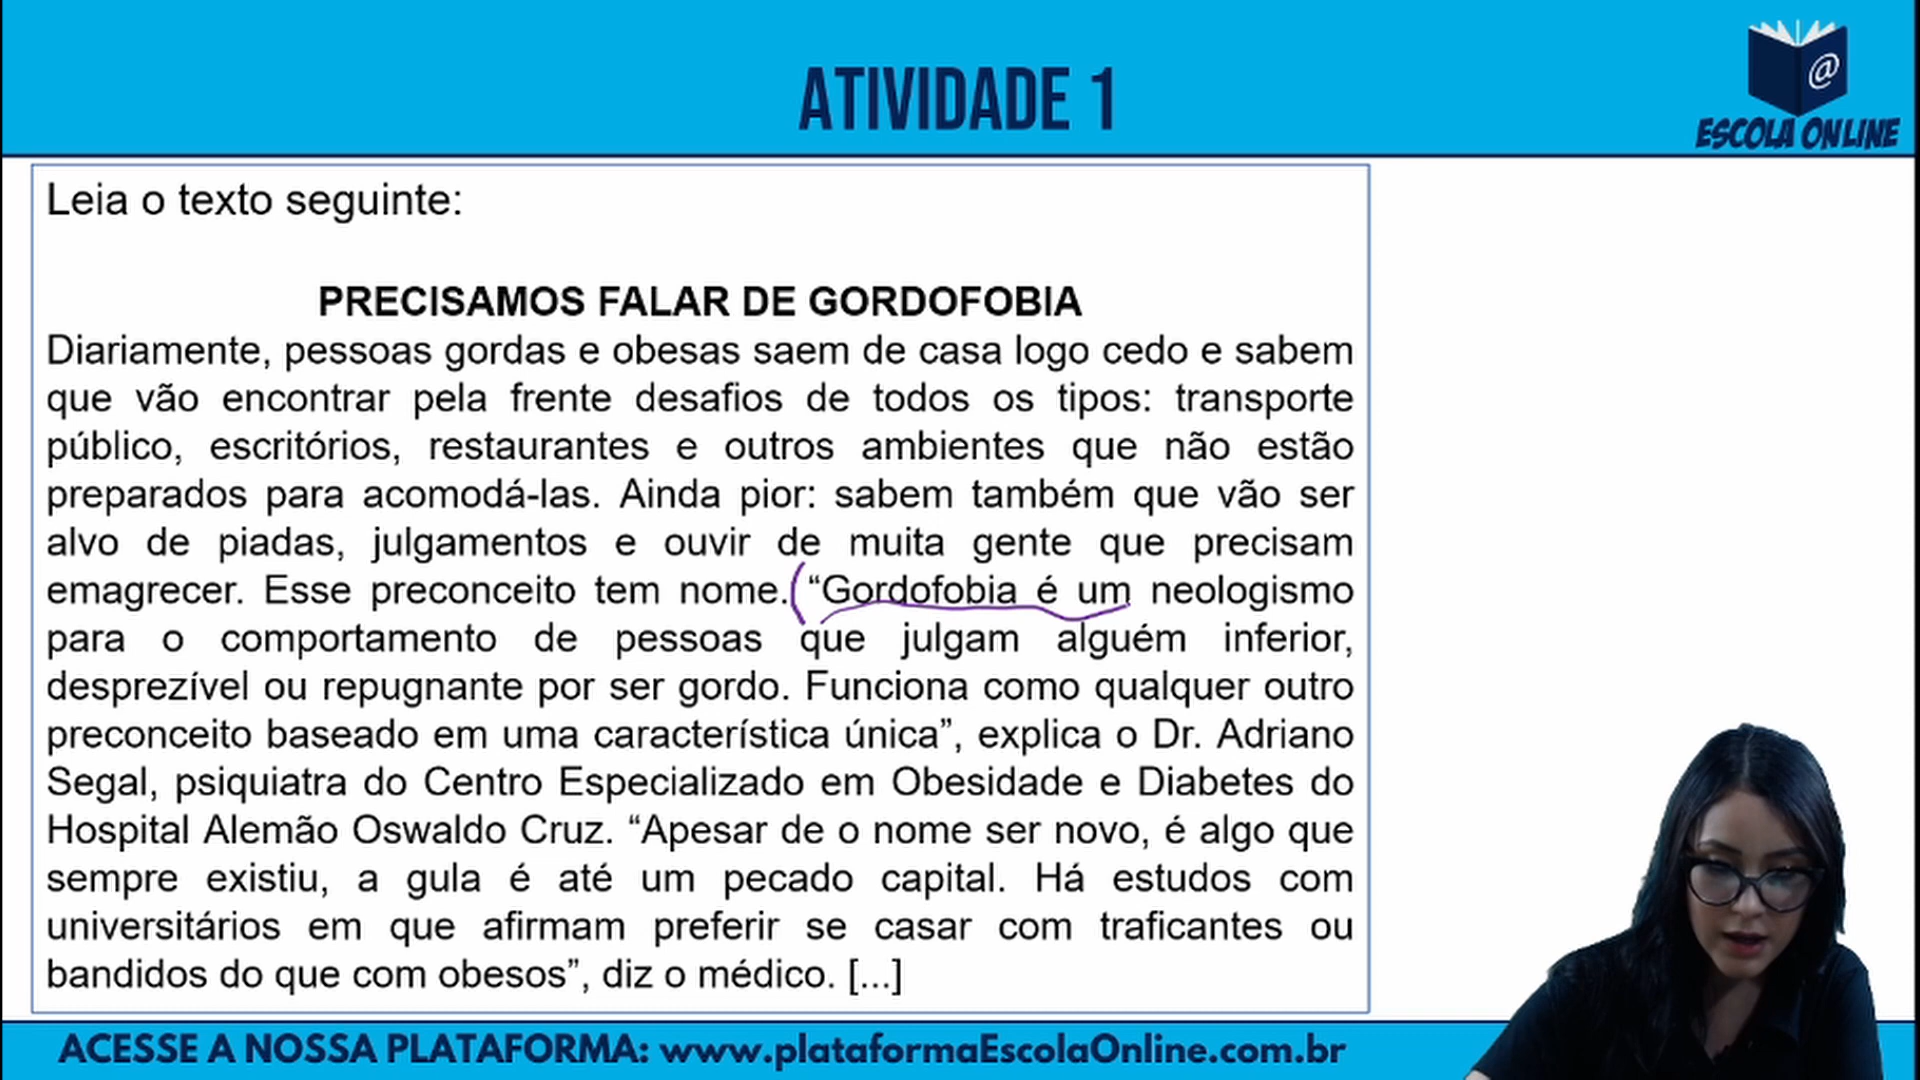 ATIVIDADE 1
@
ESCOLA ONLINE
Leia o texto seguinte:
PRECISAMOS FALAR DE GORDOFOBIA
Diariamente, pessoas gordas e obesas saem de casa logo cedo e sabem
que vão encontrar pela frente desafios de todos os tipos: transporte
público, escritórios, restaurantes e outros ambientes que não estão
preparados para acomodá-las. Ainda pior: sabem também que vão ser
alvo de piadas, julgamentos e ouvir de muita gente que precisam
emagrecer. Esse preconceito tem nome. “Gordofobia é um neologismo
para o comportamento de pessoas que julgam alguém inferior,
desprezível ou repugnante por ser gordo. Funciona como qualquer outro
preconceito baseado em uma característica única”, explica o Dr. Adriano
Segal, psiquiatra do Centro Especializado em Obesidade e Diabetes do
Hospital Alemão Oswaldo Cruz. “Apesar de o nome ser novo, é algo que
sempre existiu, a gula é até um pecado capital. Há estudos com
universitários em que afirmam preferir se casar com traficantes ou
bandidos do que com obesos”, diz o médico. [...]
ACESSE A NOSSA PLATAFORMA: www.plataformaEscolaOnline.com.br